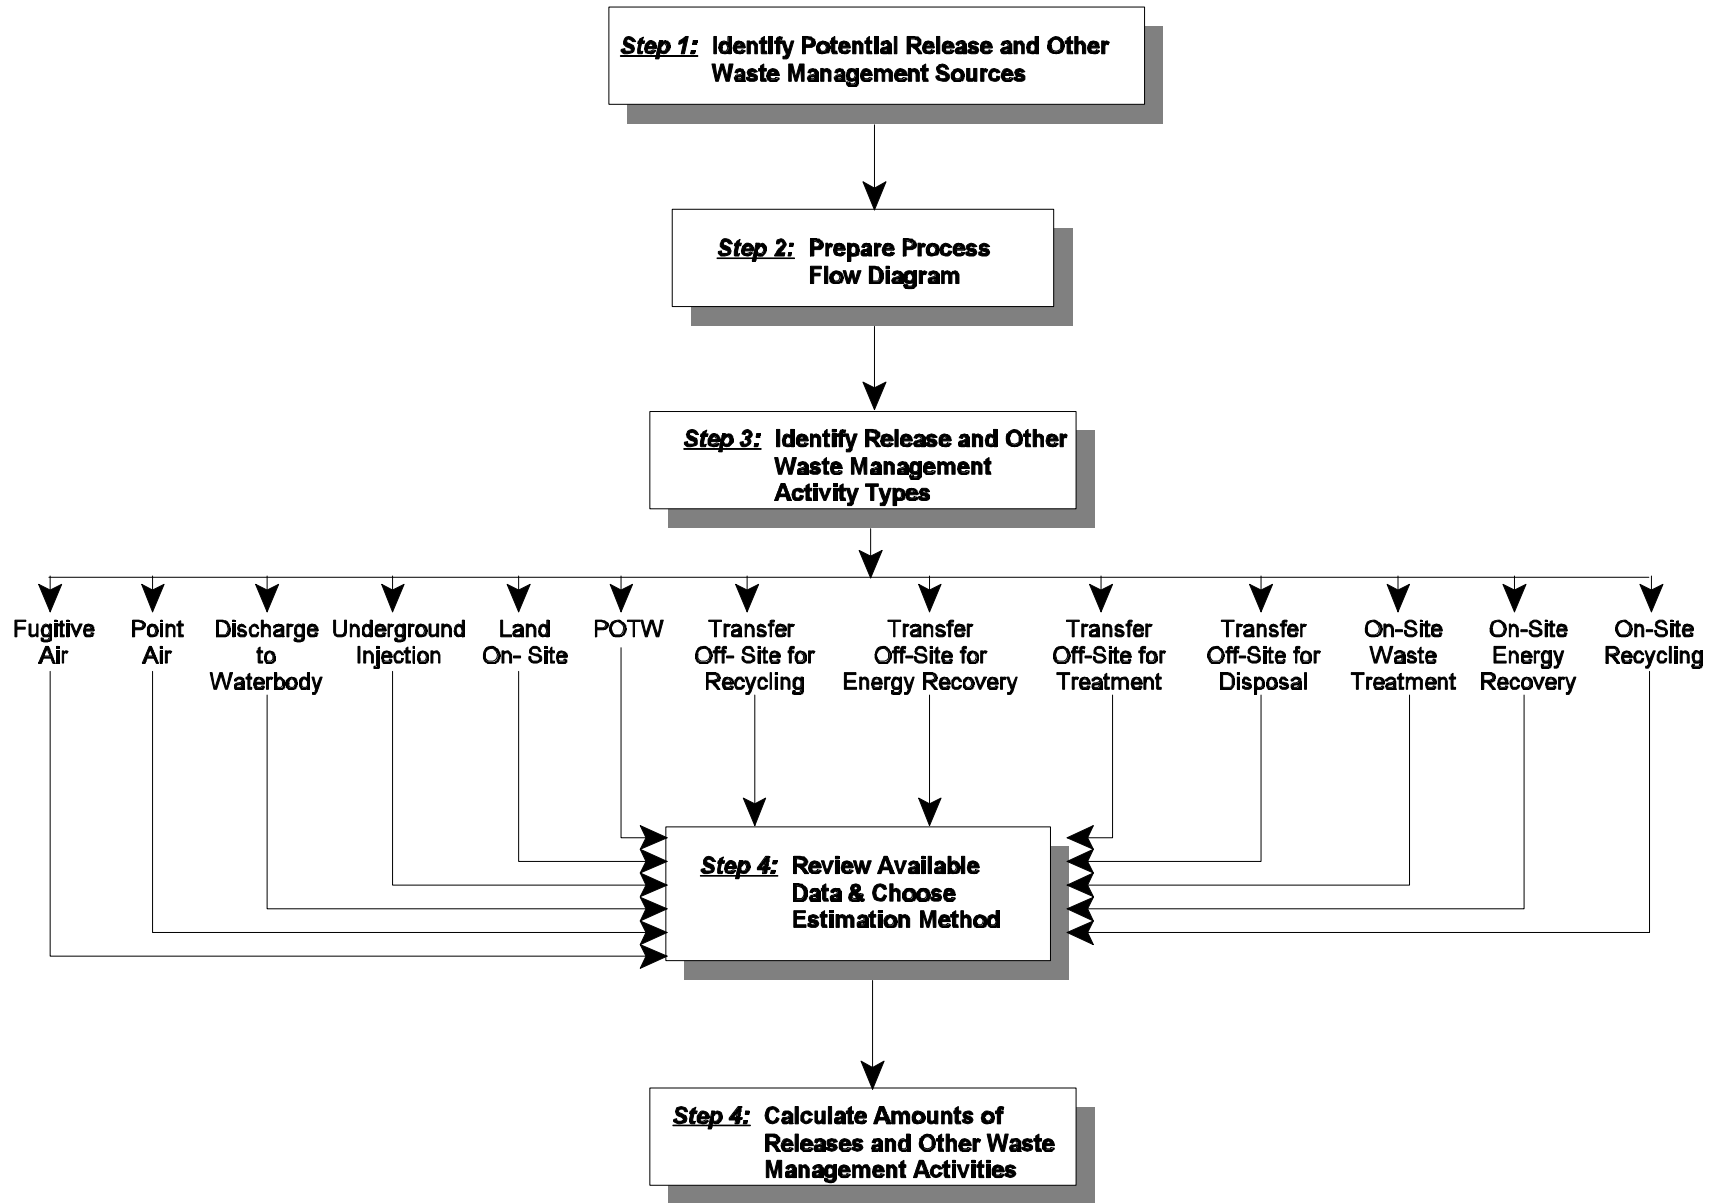 Step 1: Identify Potential Release and Other
Waste Management Sources
Step 2: Prepare Process
Flow Diagram
Step 3: Identify Release and Other
Waste Management
Activity Types
Fugitive
Air
Point
Air
Discharge
to
Waterbody
Underground
Injection
Land
On- Site
POTW
Transfer
Off- Site for
Recycling
Transfer
Off-Site for
Energy Recovery
Transfer
Off-Site for
Treatment
Transfer
Off-Site for
Disposal
On-Site
Waste
Treatment
On-Site
Energy
Recovery
On-Site
Recycling
Step 4: Review Available
Data & Choose
Estimation Method
Step 4: Calculate Amounts of
Releases and Other Waste
Management Activities